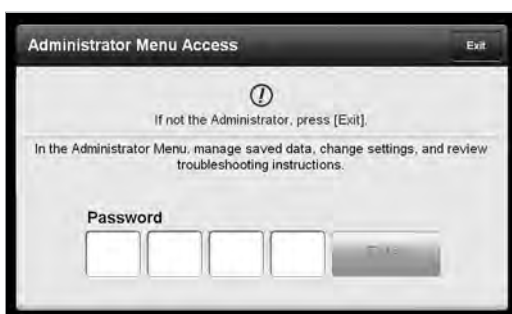 Administrator Menu Access
Exit
If not the Administrator, press [Exit].
In the Administrator Menu, manage saved data, change settings, and review
troubleshooting instructions.
Password